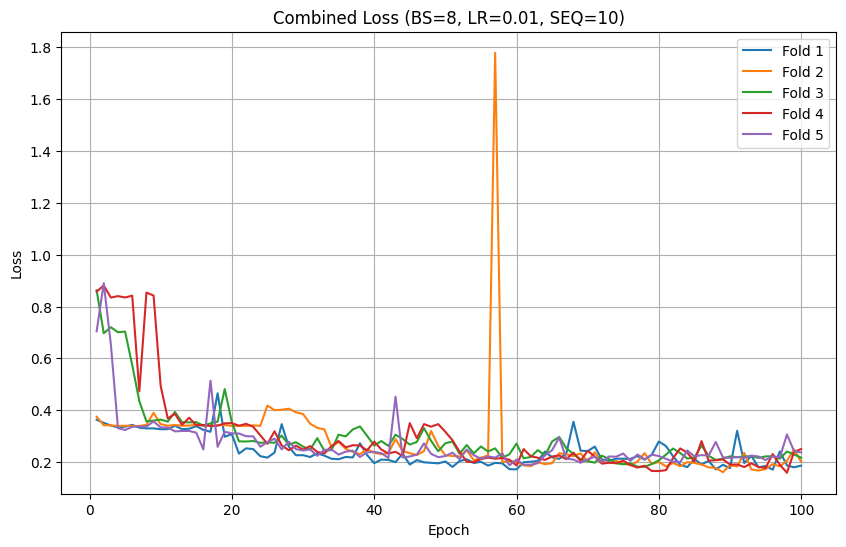 Combined Loss (BS=8, LR=0.01, SEQ=10)
Fold 1
Fold 2
Fold 3
Fold 4
Fold 5
Loss
1.8
1.6
1.4
1.2
1.0
0.8
0.6
0.4
0.2
0 20 40 60 80 100
Epoch